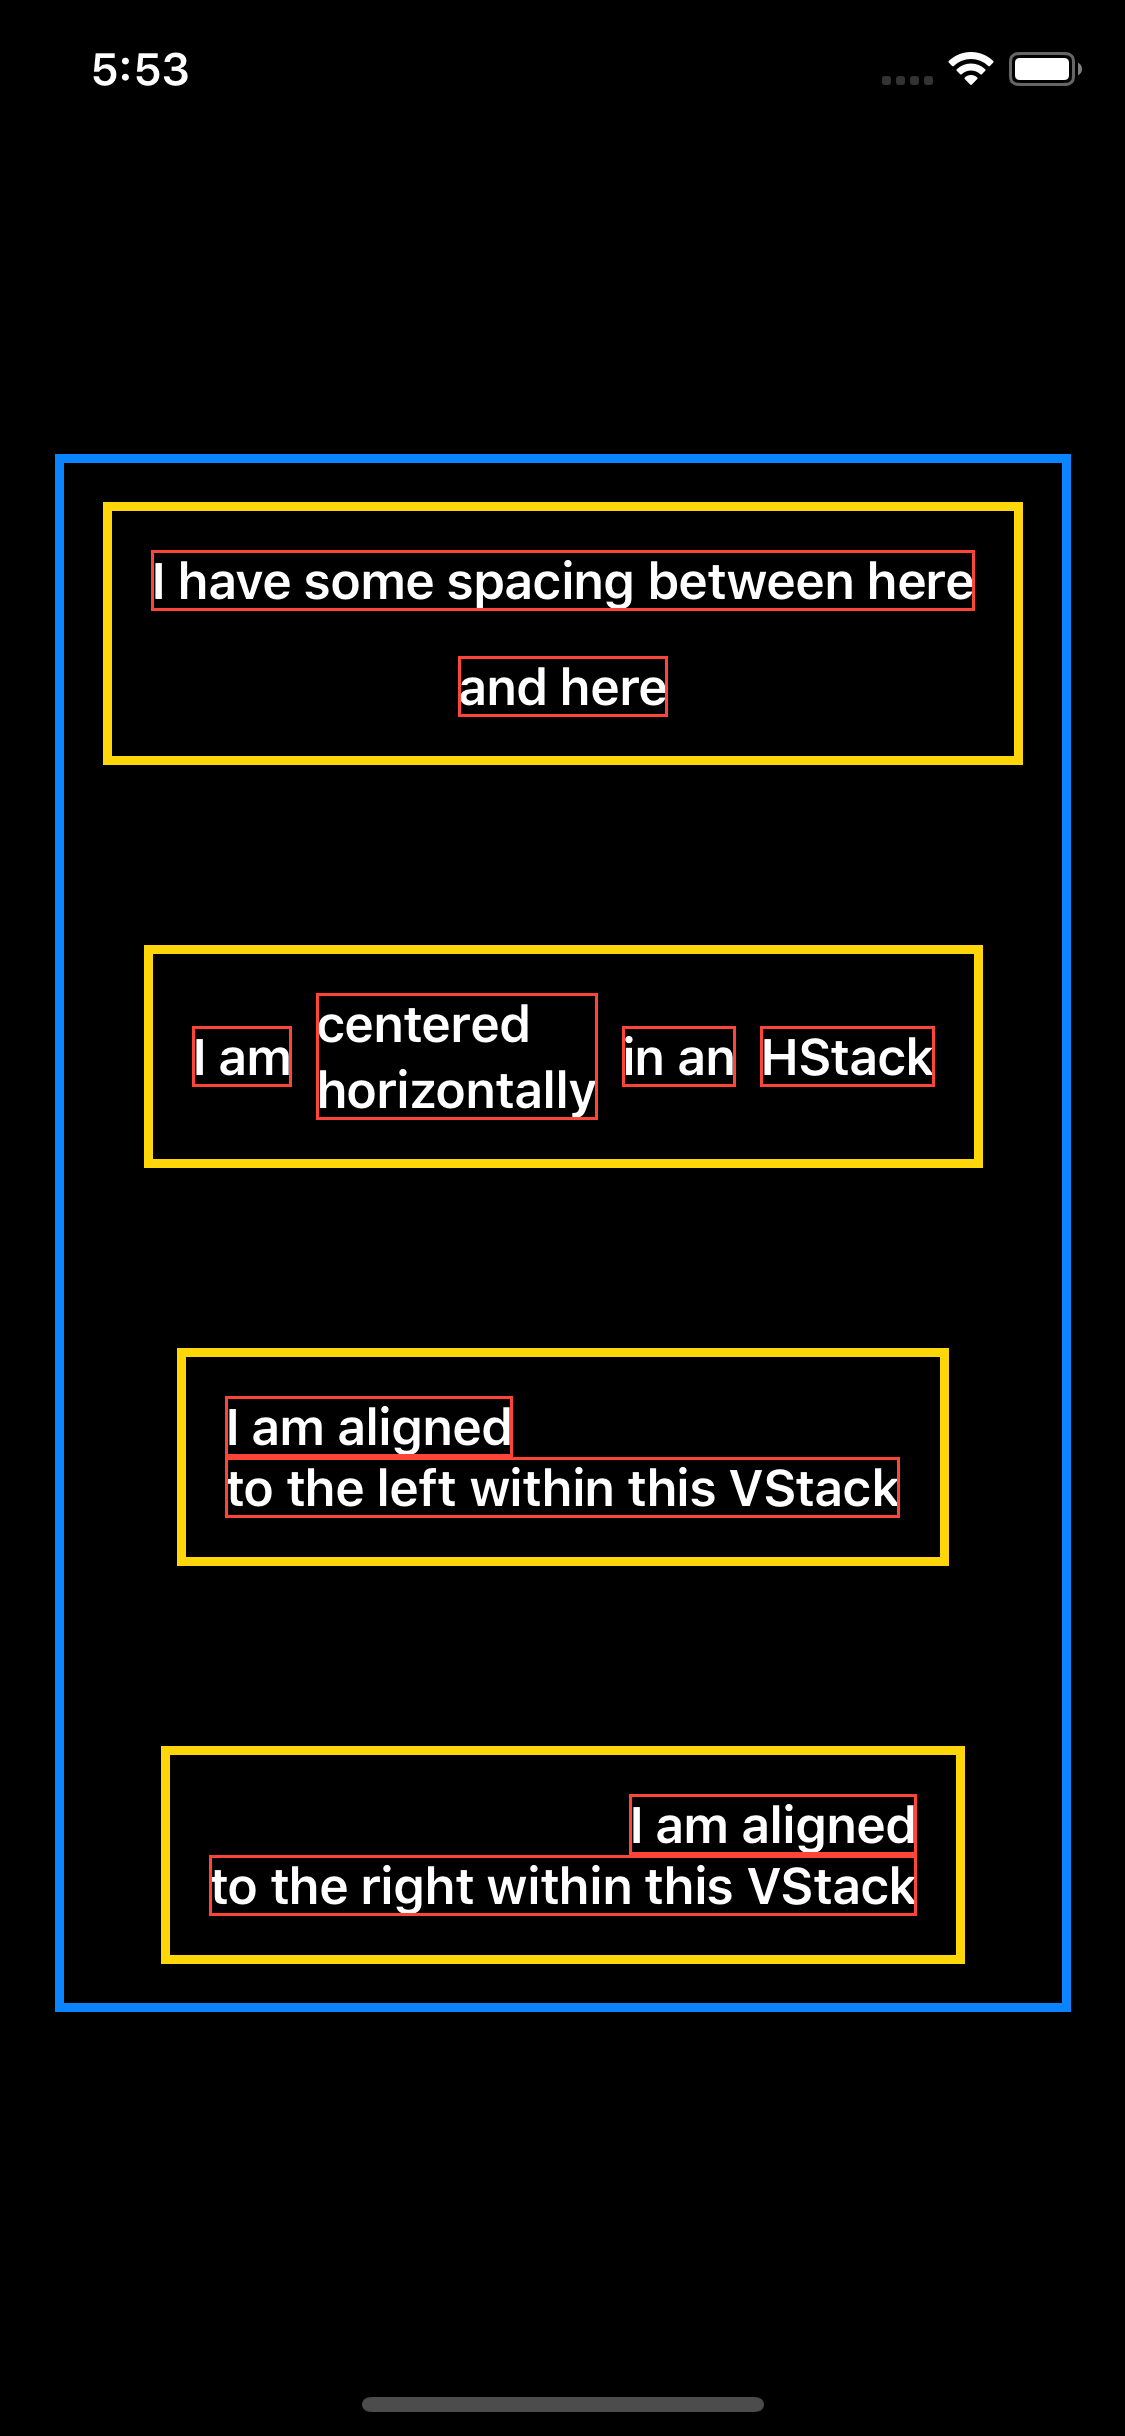 5:53
I have some spacing between here
and here
I am centered in an HStack
horizontally
I am aligned
to the left within this VStack
I am aligned
to the right within this VStack